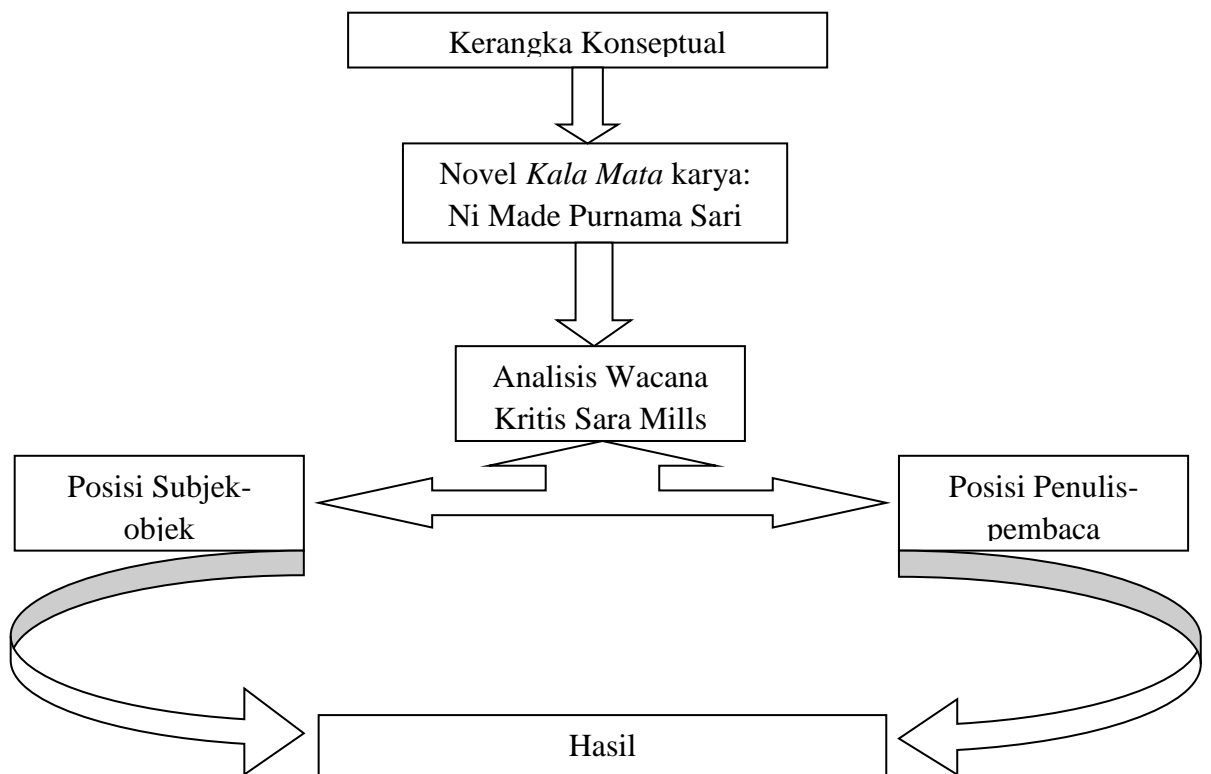 Kerangka Konseptual
Novel Kala Mata karya:
Ni Made Purnama Sari
Analisis Wacana
Kritis Sara Mills
Posisi Subjek-
objek
Posisi Penulis-
pembaca
Hasil